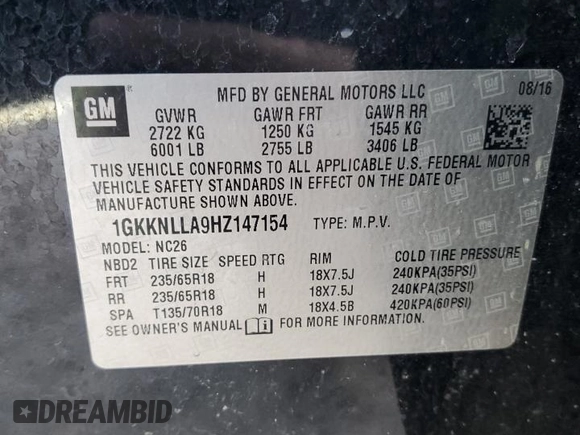 GM
MFD BY GENERAL MOTORS LLC 08/16
GVWR GAWR FRT GAWR RR
2722 KG 1250 KG 1545 KG
6001 LB 2755 LB 3406 LB
THIS VEHICLE CONFORMS TO ALL APPLICABLE U.S. FEDERAL MOTOR
VEHICLE SAFETY STANDARDS IN EFFECT ON THE DATE OF
MANUFACTURE SHOWN ABOVE.
1GKKNLLA9HZ147154 TYPE: M.P.V.
MODEL: NC26
NBD2 TIRE SIZE SPEED RTG RIM COLD TIRE PRESSURE
FRT 235/65R18 H 18X7.5J 240KPA(35PSI)
RR 235/65R18 H 18X7.5J 240KPA(35PSI)
SPA T135/70R18 M 18X4.5B 420KPA(60PSI)
SEE OWNER'S MANUAL FOR MORE INFORMATION.
DREAMBID